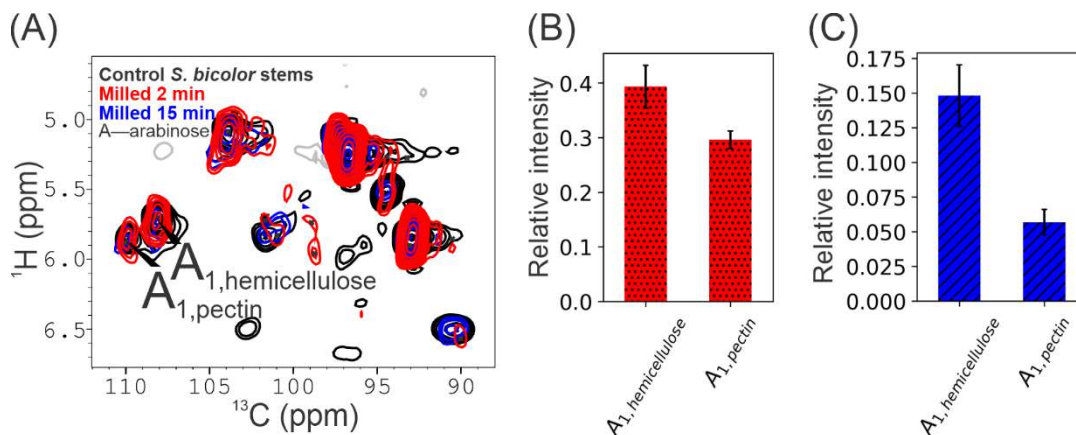 (A)
Control S. bicolor stems
Milled 2 min
Milled 15 min
A—arabinose
5.0
5.5
6.0
6.5
¹H (ppm)
A1,hemicellulose
A1,pectin
110
105
100
95
90
¹³C (ppm)
(B)
Relative intensity
0.4
0.3
0.2
0.1
0.0
A1, hemicellulose
A1, pectin
(C)
Relative intensity
0.175
0.150
0.125
0.100
0.075
0.050
0.025
0.000
A1, hemicellulose
A1, pectin